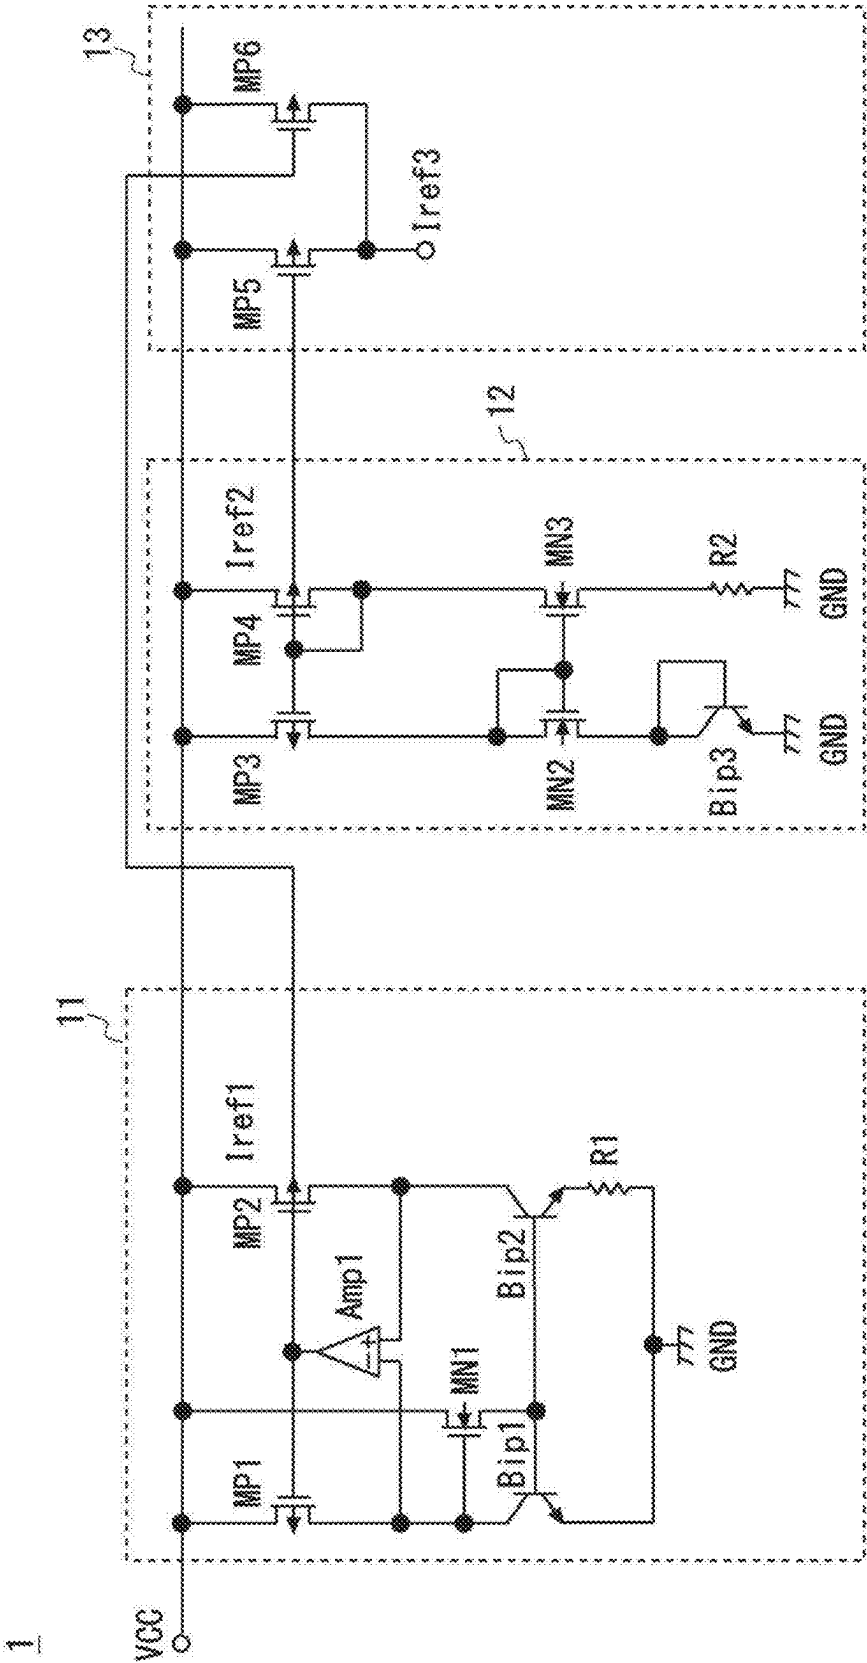 1
VCC
11
MP1
MP2
Iref1
Amp1
-
+
MN1
Bip1
Bip2
R1
GND
12
MP3
MP4
Iref2
MN2
MN3
Bip3
R2
GND
GND
13
MP5
MP6
Iref3